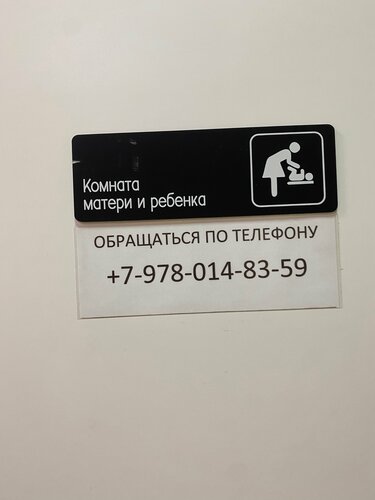 Комната
матери и ребенка
ОБРАЩАТЬСЯ ПО ТЕЛЕФОНУ
+7-978-014-83-59